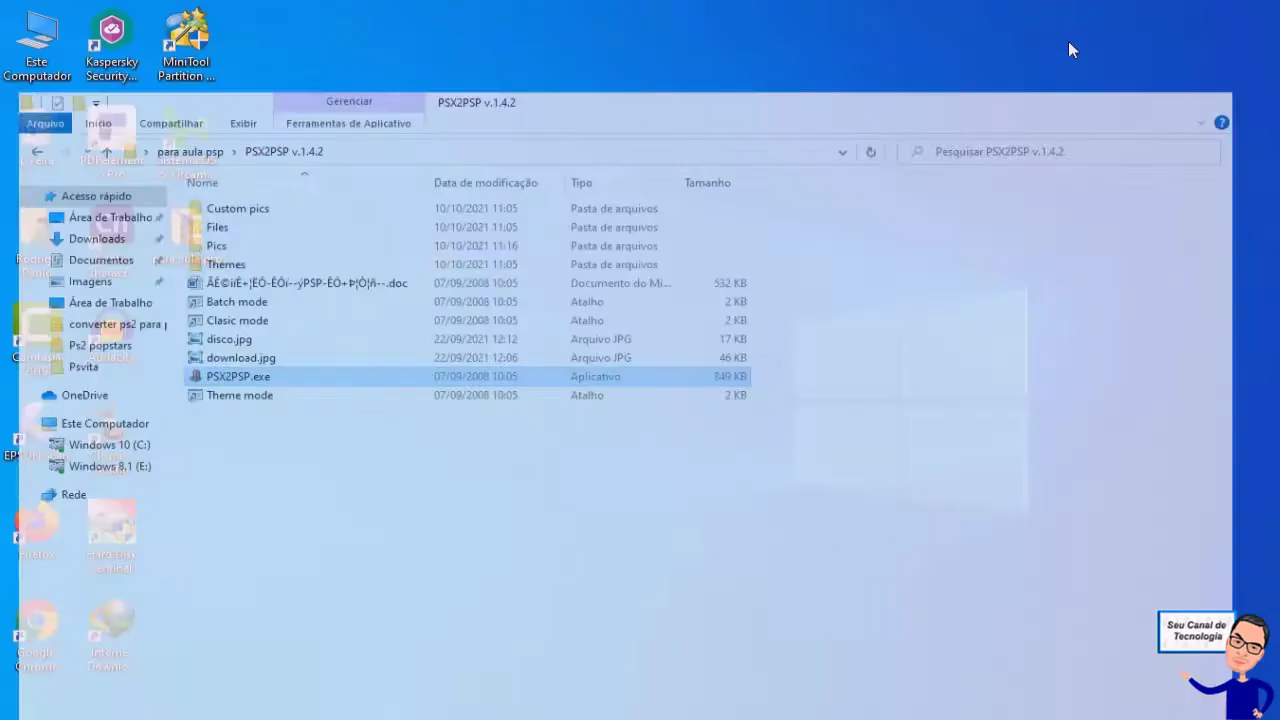 Este
Computador
Kaspersky
Security...
MiniTool
Partition ...
Gerenciar
PSX2PSP v.1.4.2
Arquivo
Início
Compartilhar
Exibir
Ferramentas de Aplicativo
para aula psp
PSX2PSP v.1.4.2
Pesquisar PSX2PSP v.1.4.2
Nome
Data de modificação
Tipo
Tamanho
Acesso rápido
Área de Trabalho
Downloads
Documentos
Imagens
Área de Trabalho
converter ps2 para p
Ps2 popstars
Psvita
OneDrive
Este Computador
Windows 10 (C:)
Windows 8.1 (E:)
Rede
Custom pics 10/10/2021 11:05 Pasta de arquivos
Files 10/10/2021 11:05 Pasta de arquivos
Pics 10/10/2021 11:16 Pasta de arquivos
Themes 10/10/2021 11:05 Pasta de arquivos
07/09/2008 10:05 Documento do Mi... 532 KB
Batch mode 07/09/2008 10:05 Atalho 2 KB
Clasic mode 07/09/2008 10:05 Atalho 2 KB
disco.jpg 22/09/2021 12:12 Arquivo JPG 17 KB
download.jpg 22/09/2021 12:06 Arquivo JPG 46 KB
PSX2PSP.exe 07/09/2008 10:05 Aplicativo 849 KB
Theme mode 07/09/2008 10:05 Atalho 2 KB
Firefox
Hard Disk
Sentinel
Google
Chrome
Interne
Downlo...
Seu Canal de
Tecnologia